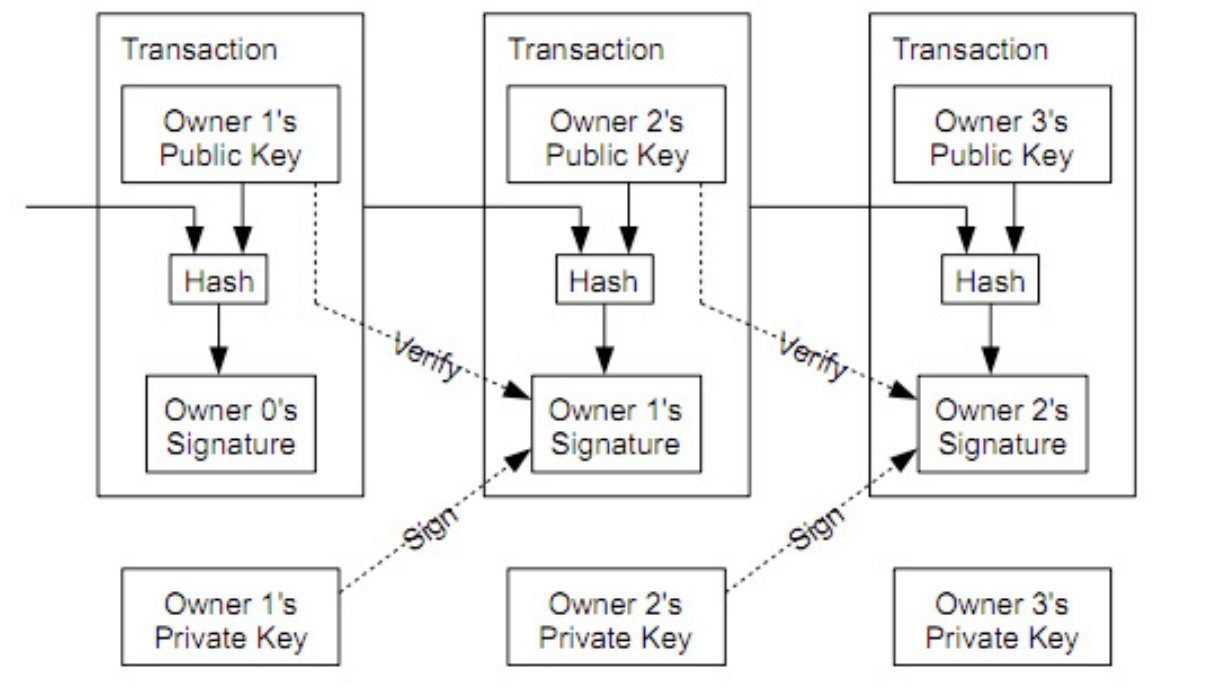 Transaction
Transaction
Transaction
Owner 1's
Public Key
Owner 2's
Public Key
Owner 3's
Public Key
Hash
Hash
Hash
Verify
Verify
Owner 0's
Signature
Owner 1's
Signature
Owner 2's
Signature
Sign
Sign
Owner 1's
Private Key
Owner 2's
Private Key
Owner 3's
Private Key